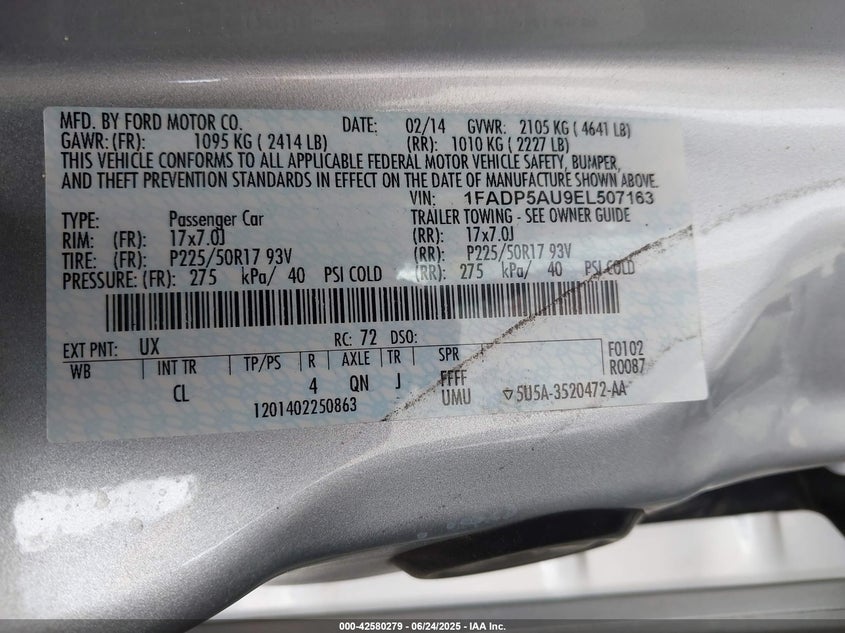 MFD. BY FORD MOTOR CO. DATE: 02/14 GVWR: 2105 KG ( 4641 LB)
GAWR:(FR): 1095 KG ( 2414 LB) (RR): 1010 KG ( 2227 LB)
THIS VEHICLE CONFORMS TO ALL APPLICABLE FEDERAL MOTOR VEHICLE SAFETY, BUMPER,
AND THEFT PREVENTION STANDARDS IN EFFECT ON THE DATE OF MANUFACTURE SHOWN ABOVE.
VIN: 1FADP5AU9EL507163
TYPE: Passenger Car TRAILER TOWING - SEE OWNER GUIDE
RIM: (FR): 17x7.0J (RR): 17x7.0J
TIRE: (FR): P225/50R17 93V (RR): P225/50R17 93V
PRESSURE: (FR): 275 kPa/ 40 PSI COLD (RR): 275 kPa/ 40 PSI COLD
EXT PNT: UX RC: 72 DSO: F0102
WB INT TR TP/PS R AXLE TR SPR R0087
CL 4 QN J FFFF
UMU ▽5U5A-3520472-AA
1201402250863
000-42580279 - 06/24/2025 - IAA Inc.